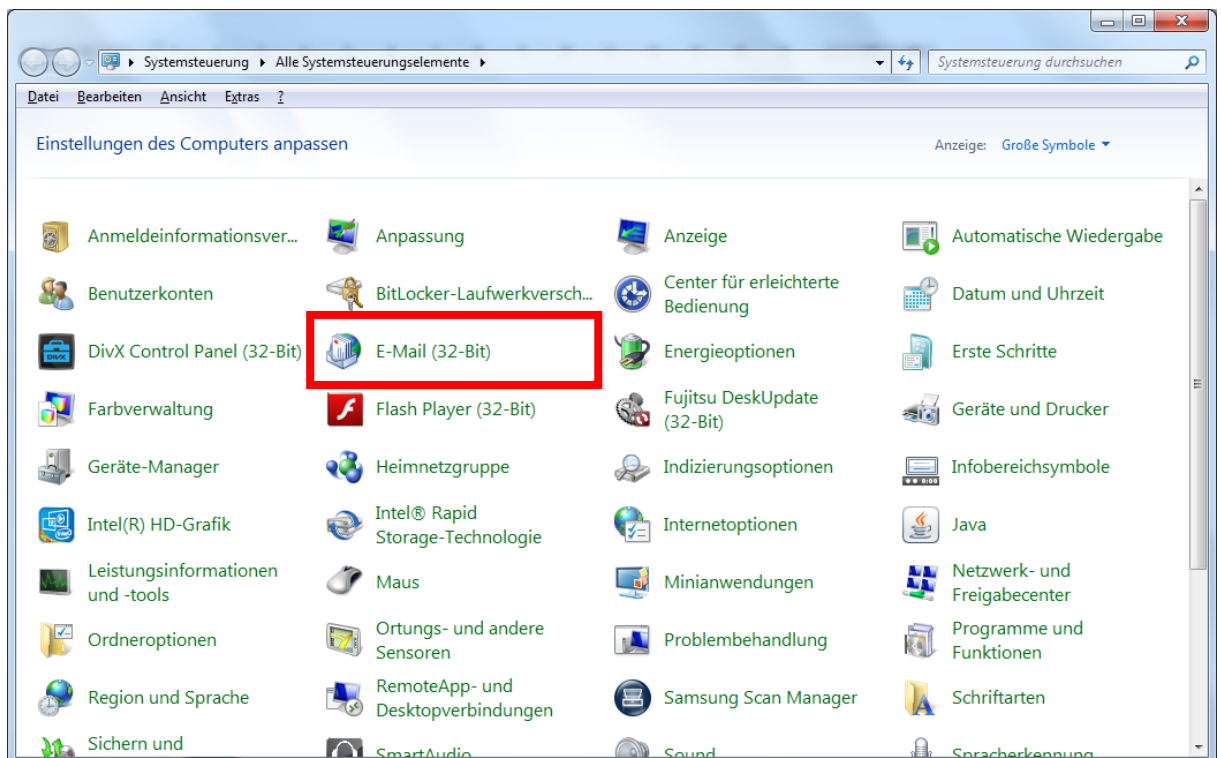 Systemsteuerung Alle Systemsteuerungselemente
Systemsteuerung durchsuchen
Datei Bearbeiten Ansicht Extras ?
Einstellungen des Computers anpassen
Anzeige: Große Symbole
Anmeldeinformationsver...
Anpassung
Anzeige
Automatische Wiedergabe
Benutzerkonten
BitLocker-Laufwerkversch...
Center für erleichterte
Bedienung
Datum und Uhrzeit
DivX Control Panel (32-Bit)
E-Mail (32-Bit)
Energieoptionen
Erste Schritte
Farbverwaltung
Flash Player (32-Bit)
Fujitsu DeskUpdate
(32-Bit)
Geräte und Drucker
Geräte-Manager
Heimnetzgruppe
Indizierungsoptionen
Infobereichsymbole
Intel(R) HD-Grafik
Intel® Rapid
Storage-Technologie
Internetoptionen
Java
Leistungsinformationen
und -tools
Maus
Minianwendungen
Netzwerk- und
Freigabecenter
Ordneroptionen
Ortungs- und andere
Sensoren
Problembehandlung
Programme und
Funktionen
Region und Sprache
RemoteApp- und
Desktopverbindungen
Samsung Scan Manager
Schriftarten
Sichern und
SmartAudio
Sound
Spracherkennung